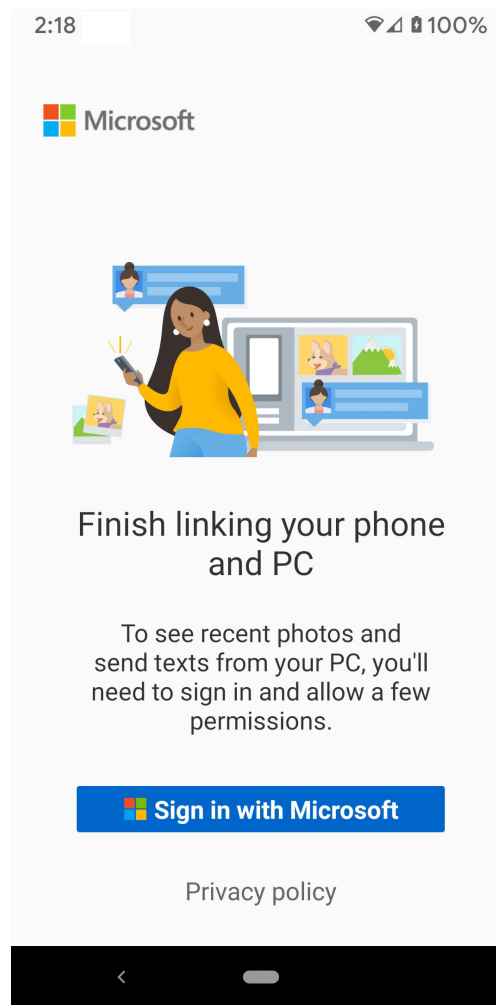 2:18 100%
Microsoft
Finish linking your phone
and PC
To see recent photos and
send texts from your PC, you'll
need to sign in and allow a few
permissions.
Sign in with Microsoft
Privacy policy